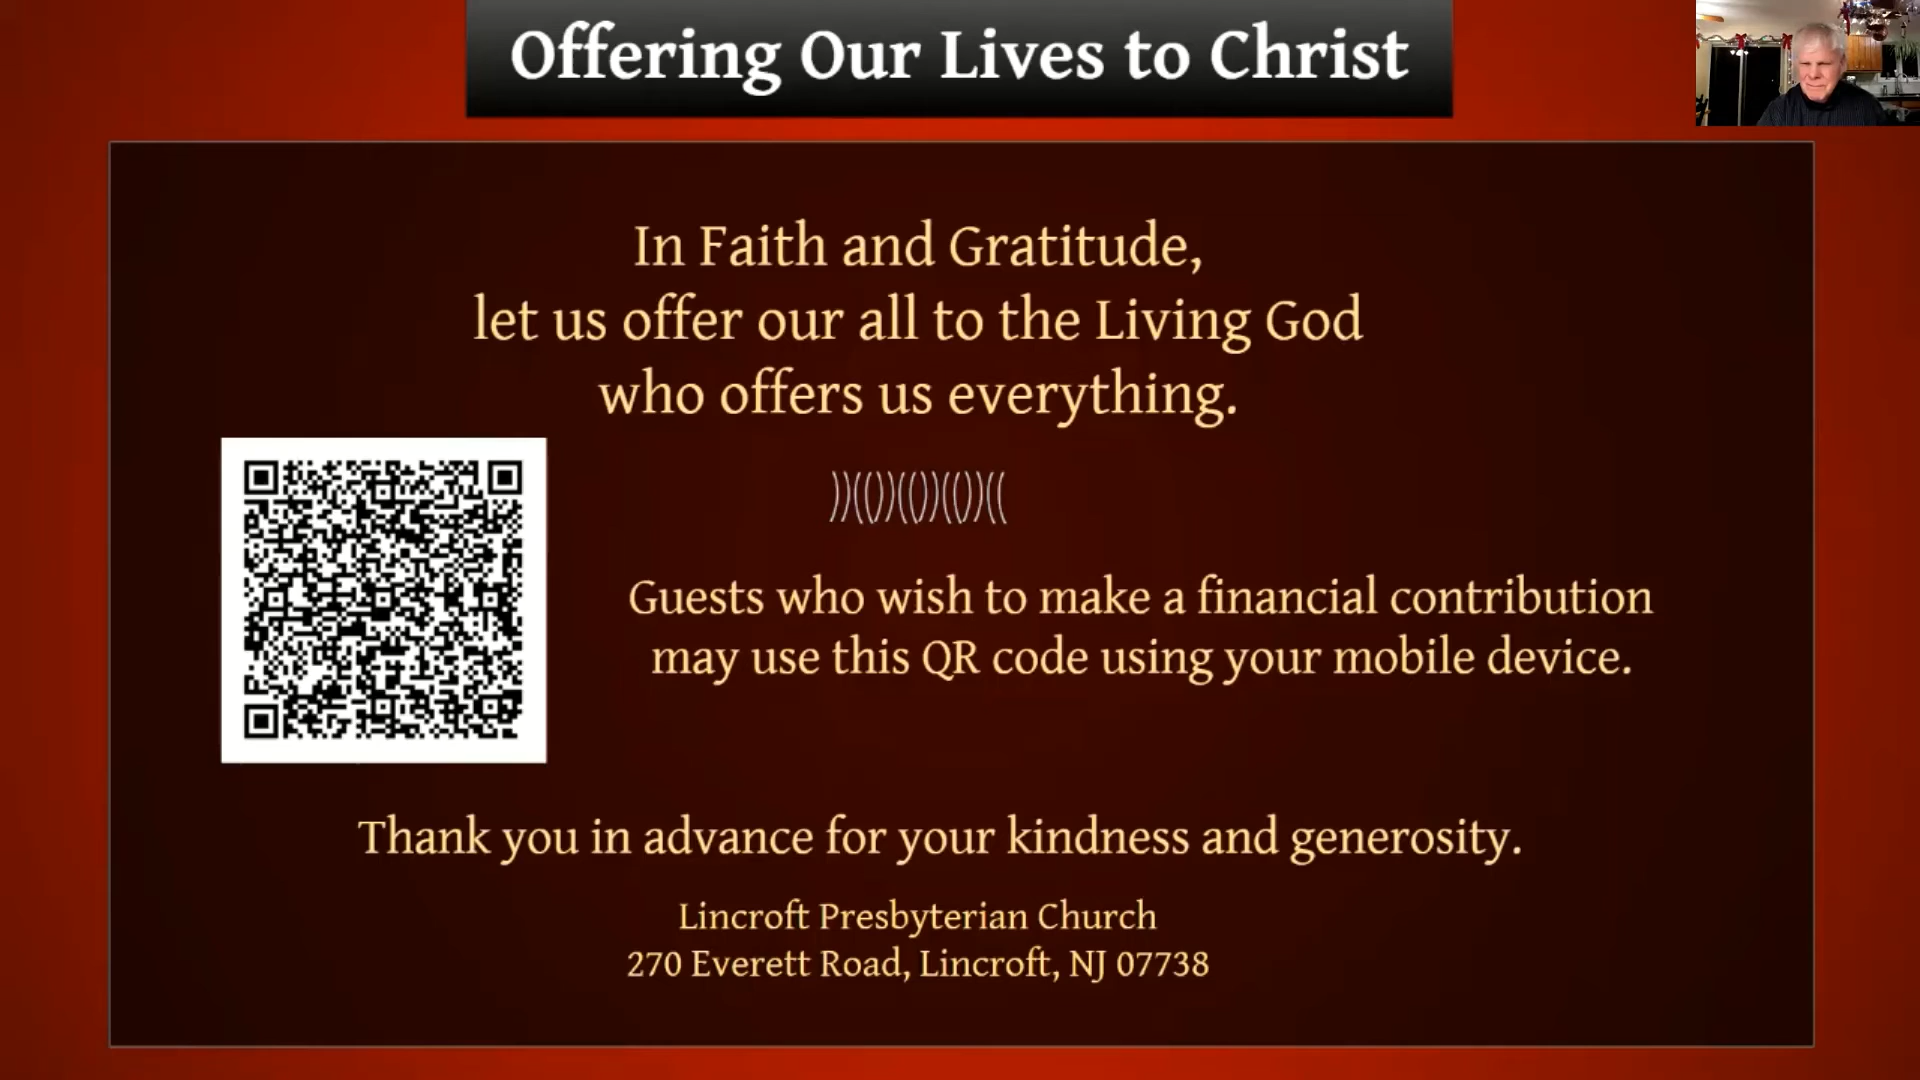 Offering Our Lives to Christ
In Faith and Gratitude,
let us offer our all to the Living God
who offers us everything.
))(())(())(())((
Guests who wish to make a financial contribution
may use this QR code using your mobile device.
Thank you in advance for your kindness and generosity.
Lincroft Presbyterian Church
270 Everett Road, Lincroft, NJ 07738